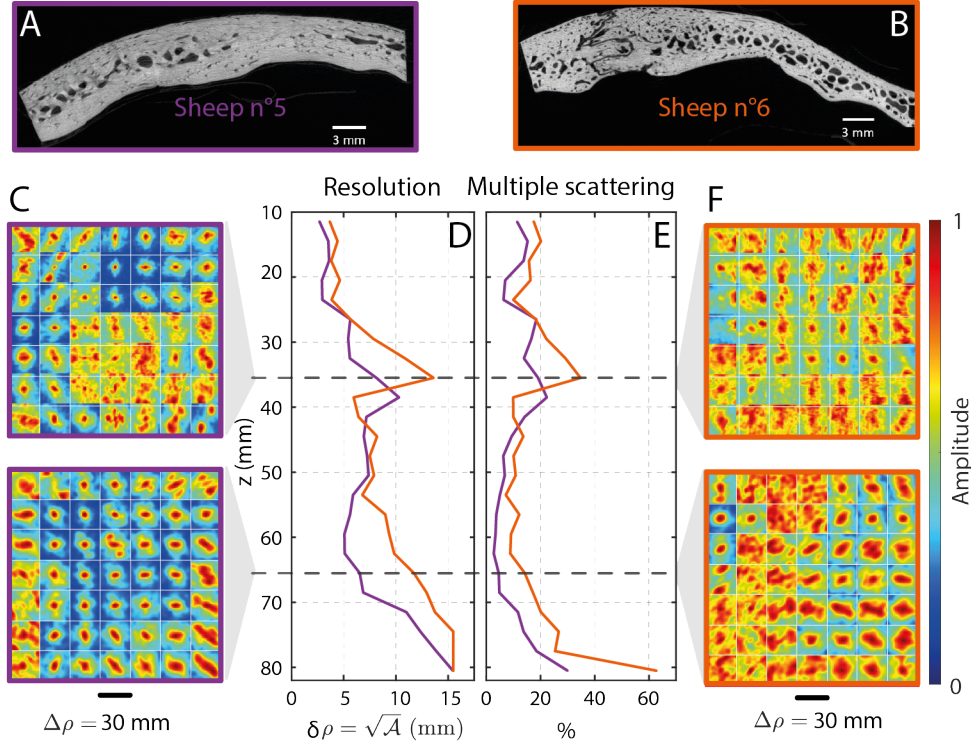 A
Sheep n°5
3 mm
B
Sheep n°6
3 mm
C
Resolution
Multiple scattering
F
D
E
10
20
30
40
50
60
70
80
z (mm)
0
5
10
15
δρ = √A (mm)
0
20
40
60
%
1
Amplitude
0
Δρ = 30 mm
Δρ = 30 mm